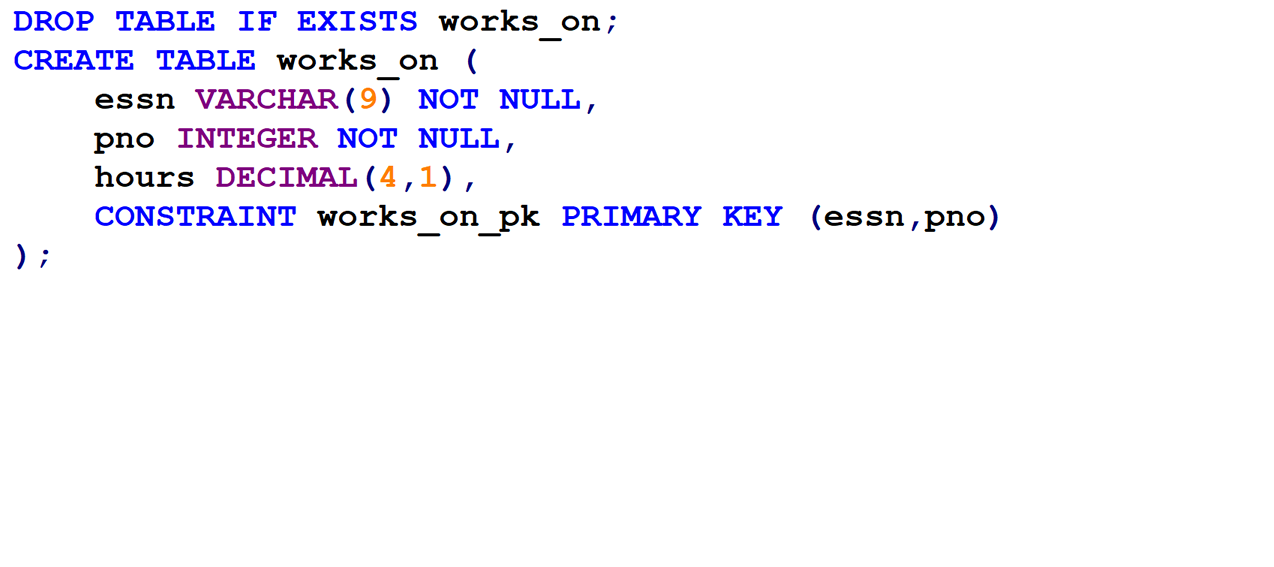 DROP TABLE IF EXISTS works_on;
CREATE TABLE works_on (
    essn VARCHAR(9) NOT NULL,
    pno INTEGER NOT NULL,
    hours DECIMAL(4,1),
    CONSTRAINT works_on_pk PRIMARY KEY (essn,pno)
);